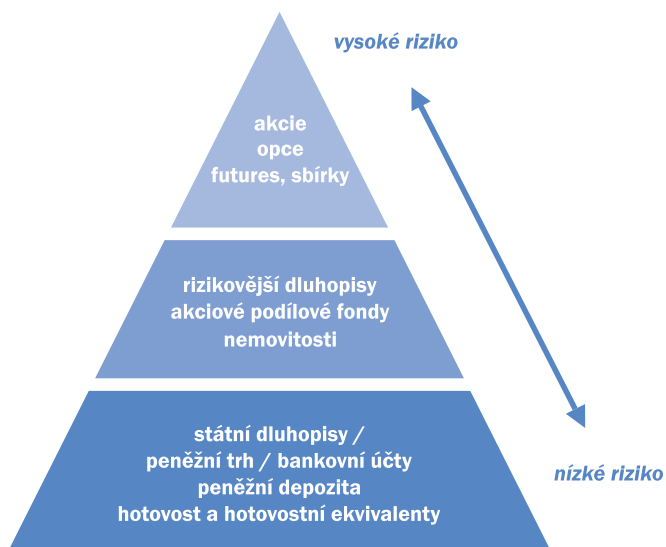 vysoké riziko
akcie
opce
futures, sbírky
rizikovější dluhopisy
akciové podílové fondy
nemovitosti
státní dluhopisy /
peněžní trh / bankovní účty
peněžní depozita
hotovost a hotovostní ekvivalenty
nízké riziko